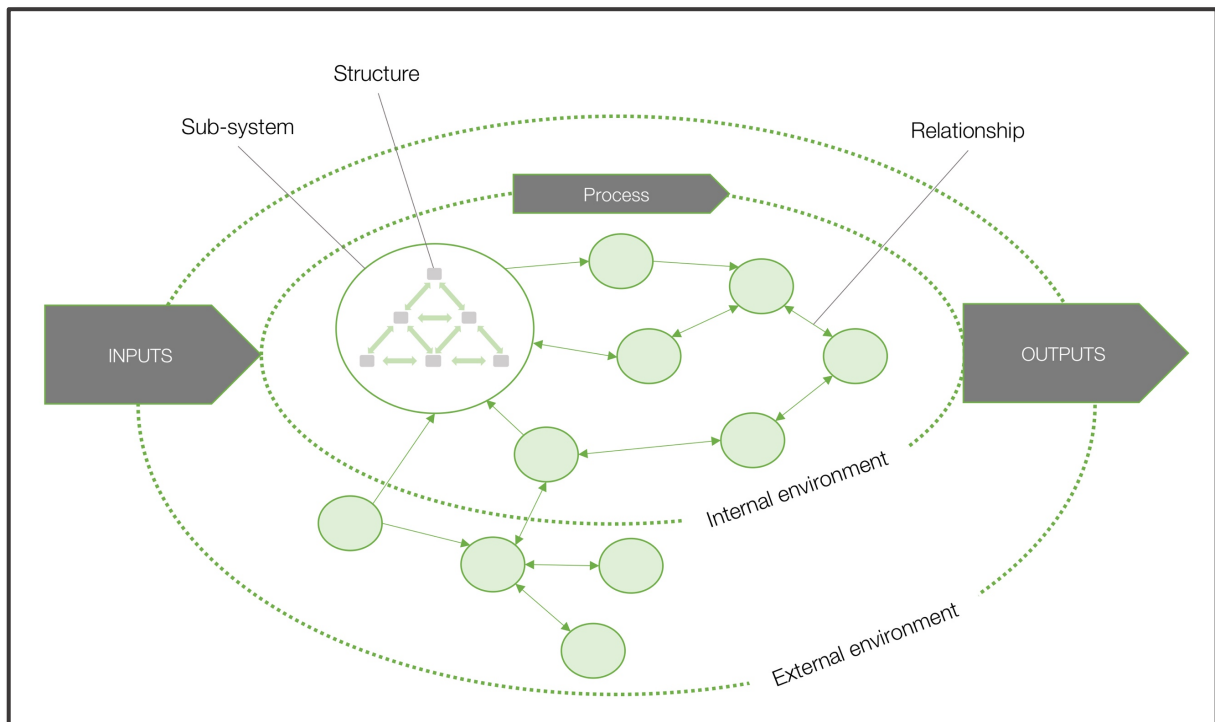 Structure
Sub-system
Relationship
Process
INPUTS
OUTPUTS
Internal environment
External environment